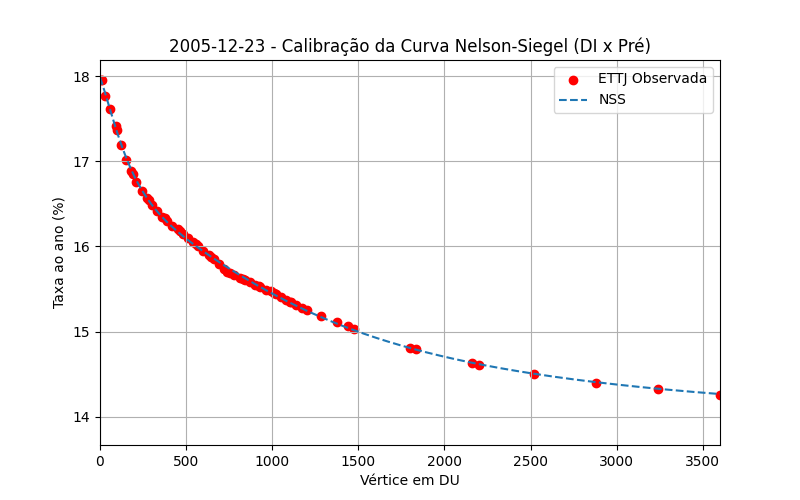 2005-12-23 - Calibração da Curva Nelson-Siegel (DI x Pré)
ETTJ Observada
NSS
Taxa ao ano (%)
18
17
16
15
14
0 500 1000 1500 2000 2500 3000 3500
Vértice em DU